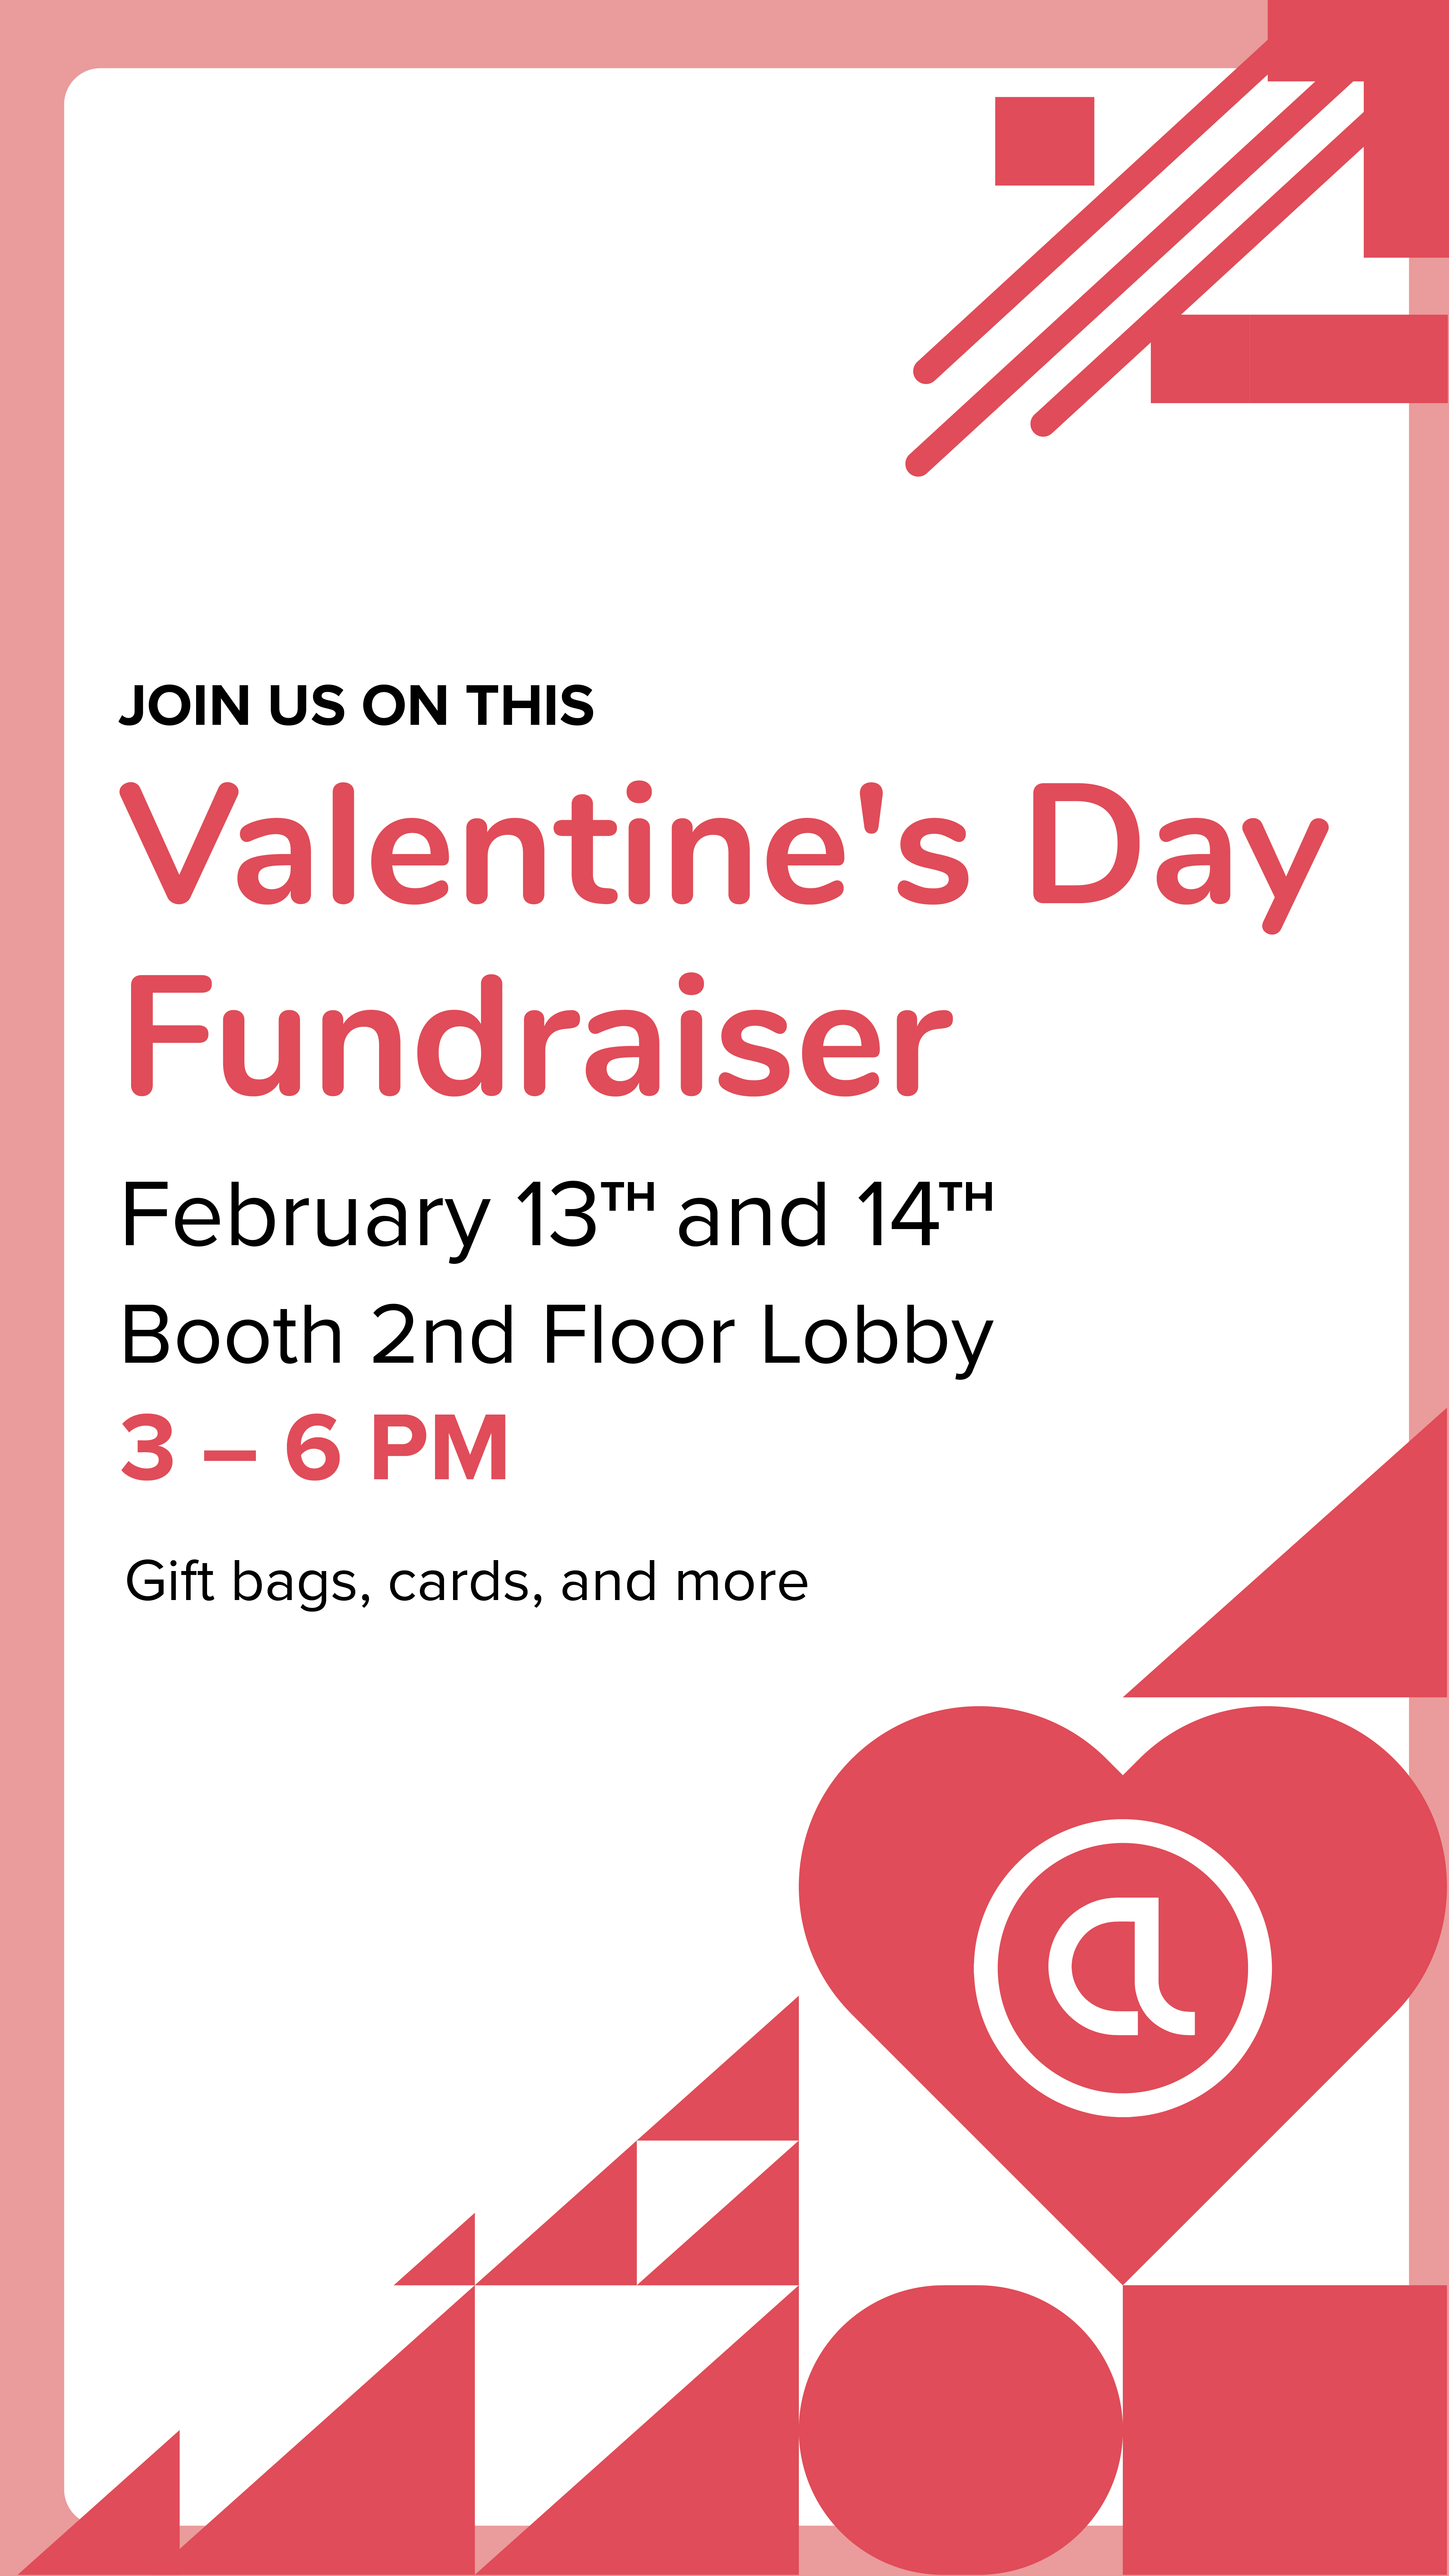 JOIN US ON THIS
Valentine's Day
Fundraiser
February 13TH and 14TH
Booth 2nd Floor Lobby
3 – 6 PM
Gift bags, cards, and more
a